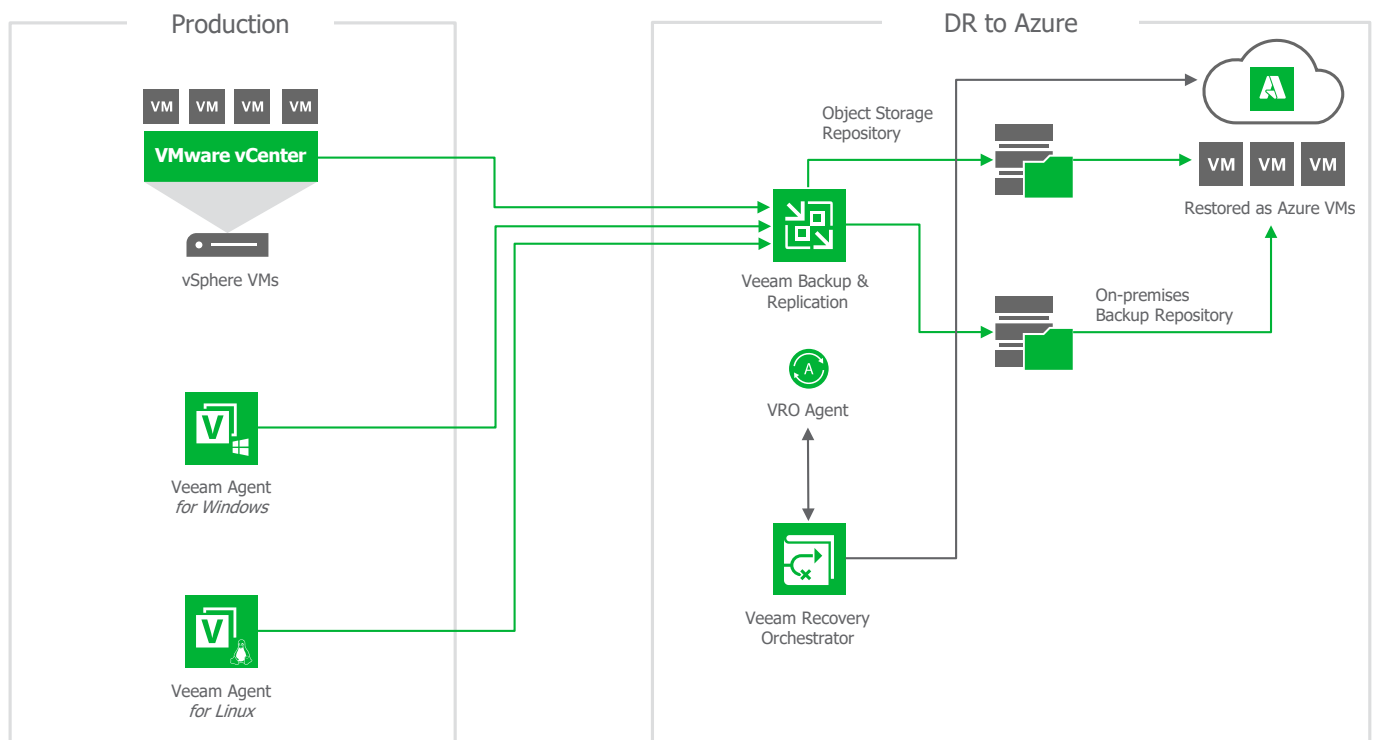 Production
VM VM VM VM
VMware vCenter
vSphere VMs
V
Veeam Agent
for Windows
V
Veeam Agent
for Linux
DR to Azure
Object Storage
Repository
VM VM VM
Restored as Azure VMs
Veeam Backup &
Replication
On-premises
Backup Repository
A
VRO Agent
Veeam Recovery
Orchestrator